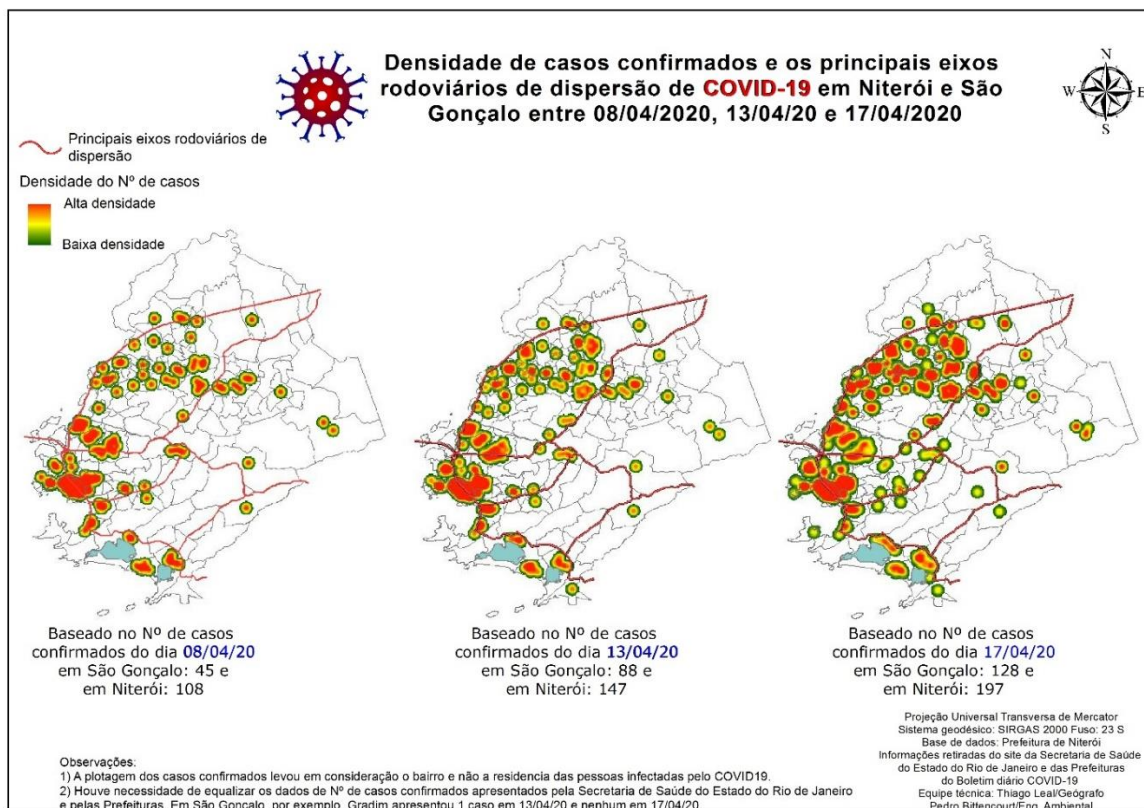 Densidade de casos confirmados e os principais eixos
rodoviários de dispersão de COVID-19 em Niterói e São
Gonçalo entre 08/04/2020, 13/04/20 e 17/04/2020
N
W E
S
Principais eixos rodoviários de
dispersão
Densidade do Nº de casos
Alta densidade
Baixa densidade
Baseado no Nº de casos
confirmados do dia 08/04/20
em São Gonçalo: 45 e
em Niterói: 108
Baseado no Nº de casos
confirmados do dia 13/04/20
em São Gonçalo: 88 e
em Niterói: 147
Baseado no Nº de casos
confirmados do dia 17/04/20
em São Gonçalo: 128 e
em Niterói: 197
Observações:
1) A plotagem dos casos confirmados levou em consideração o bairro e não a residencia das pessoas infectadas pelo COVID19.
2) Houve necessidade de equalizar os dados de Nº de casos confirmados apresentados pela Secretaria de Saúde do Estado do Rio de Janeiro
e pelas Prefeituras. Em São Gonçalo, por exemplo, Gradim apresentou 1 caso em 13/04/20 e nenhum em 17/04/20
Projeção Universal Transversa de Mercator
Sistema geodésico: SIRGAS 2000 Fuso: 23 S
Base de dados: Prefeitura de Niterói
Informações retiradas do site da Secretaria de Saúde
do Estado do Rio de Janeiro e das Prefeituras
do Boletim diário COVID-19
Equipe técnica: Thiago Leal/Geógrafo
Pedro Bittencourt/Eng. Ambiental